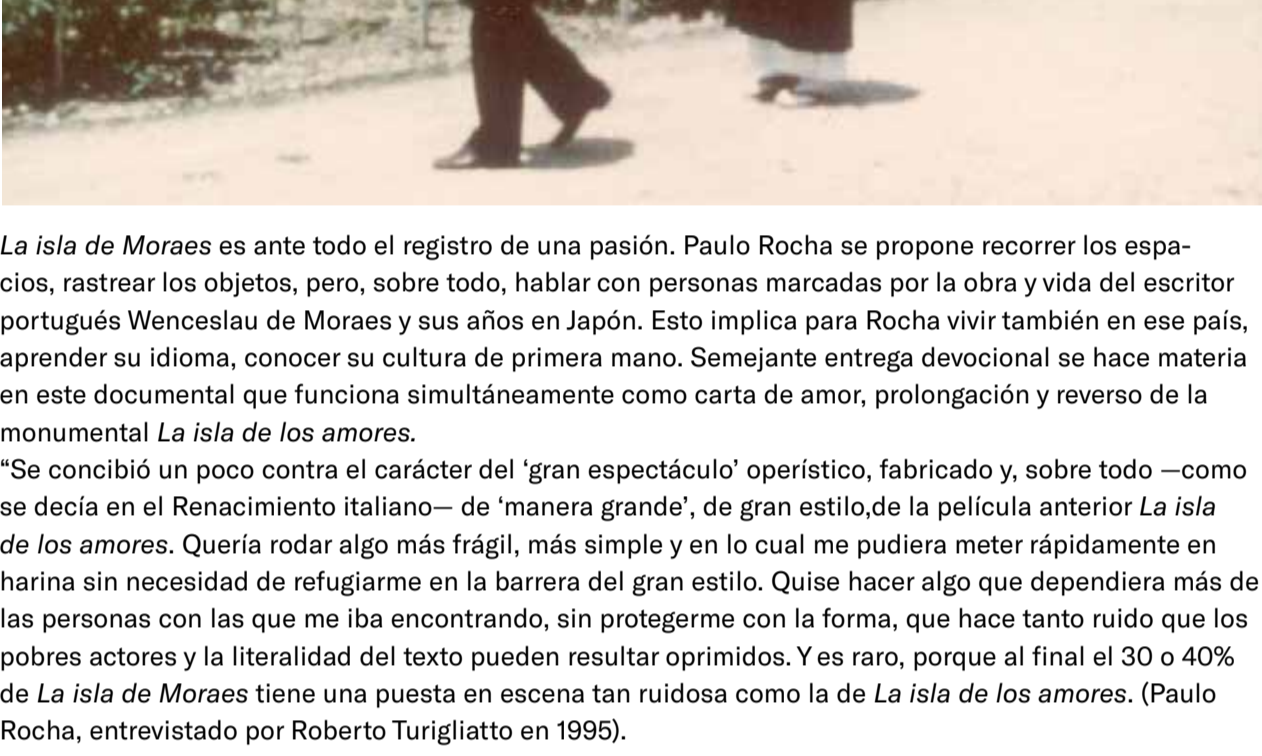 La isla de Moraes es ante todo el registro de una pasión. Paulo Rocha se propone recorrer los espa-
cios, rastrear los objetos, pero, sobre todo, hablar con personas marcadas por la obra y vida del escritor
portugués Wenceslau de Moraes y sus años en Japón. Esto implica para Rocha vivir también en ese país,
aprender su idioma, conocer su cultura de primera mano. Semejante entrega devocional se hace materia
en este documental que funciona simultáneamente como carta de amor, prolongación y reverso de la
monumental La isla de los amores.
“Se concibió un poco contra el carácter del ‘gran espectáculo’ operístico, fabricado y, sobre todo —como
se decía en el Renacimiento italiano— de ‘manera grande’, de gran estilo,de la película anterior La isla
de los amores. Quería rodar algo más frágil, más simple y en lo cual me pudiera meter rápidamente en
harina sin necesidad de refugiarme en la barrera del gran estilo. Quise hacer algo que dependiera más de
las personas con las que me iba encontrando, sin protegerme con la forma, que hace tanto ruido que los
pobres actores y la literalidad del texto pueden resultar oprimidos. Y es raro, porque al final el 30 o 40%
de La isla de Moraes tiene una puesta en escena tan ruidosa como la de La isla de los amores. (Paulo
Rocha, entrevistado por Roberto Turigliatto en 1995).